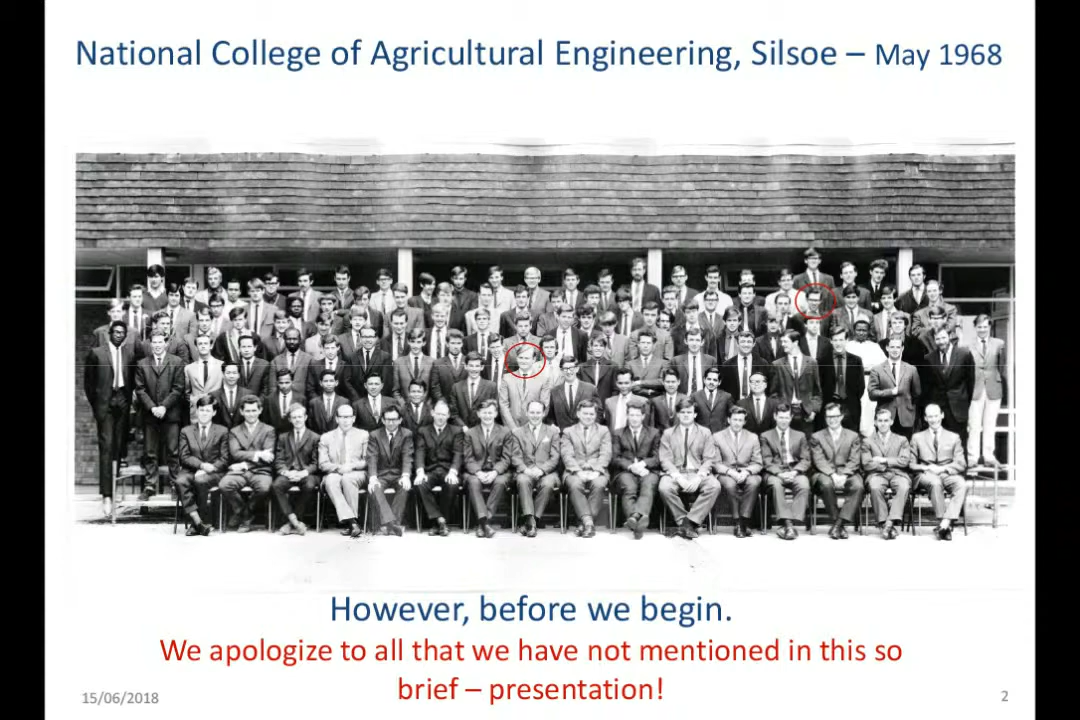 National College of Agricultural Engineering, Silsoe – May 1968
However, before we begin.
We apologize to all that we have not mentioned in this so
brief – presentation!
15/06/2018
2